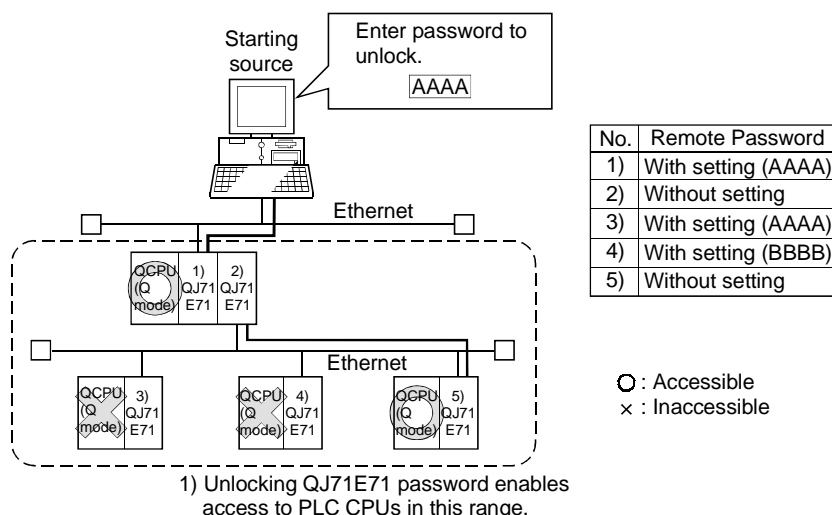 Starting
source
Enter password to
unlock.
AAAA
No. Remote Password
1) With setting (AAAA)
2) Without setting
3) With setting (AAAA)
4) With setting (BBBB)
5) Without setting
Ethernet
QCPU 1) 2)
(Q QJ71 QJ71
mode) E71 E71
Ethernet
QCPU 3) QCPU 4) QCPU 5)
(Q QJ71 (Q QJ71 (Q QJ71
mode) E71 mode) E71 mode) E71
: Accessible
× : Inaccessible
1) Unlocking QJ71E71 password enables
access to PLC CPUs in this range.